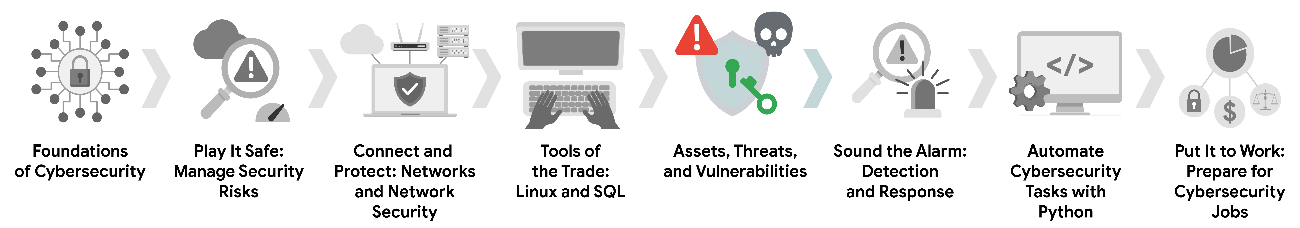 Foundations
of Cybersecurity
Play It Safe:
Manage Security
Risks
Connect and
Protect: Networks
and Network
Security
Tools of
the Trade:
Linux and SQL
Assets, Threats,
and Vulnerabilities
Sound the Alarm:
Detection
and Response
</>
Automate
Cybersecurity
Tasks with
Python
$
Put It to Work:
Prepare for
Cybersecurity
Jobs